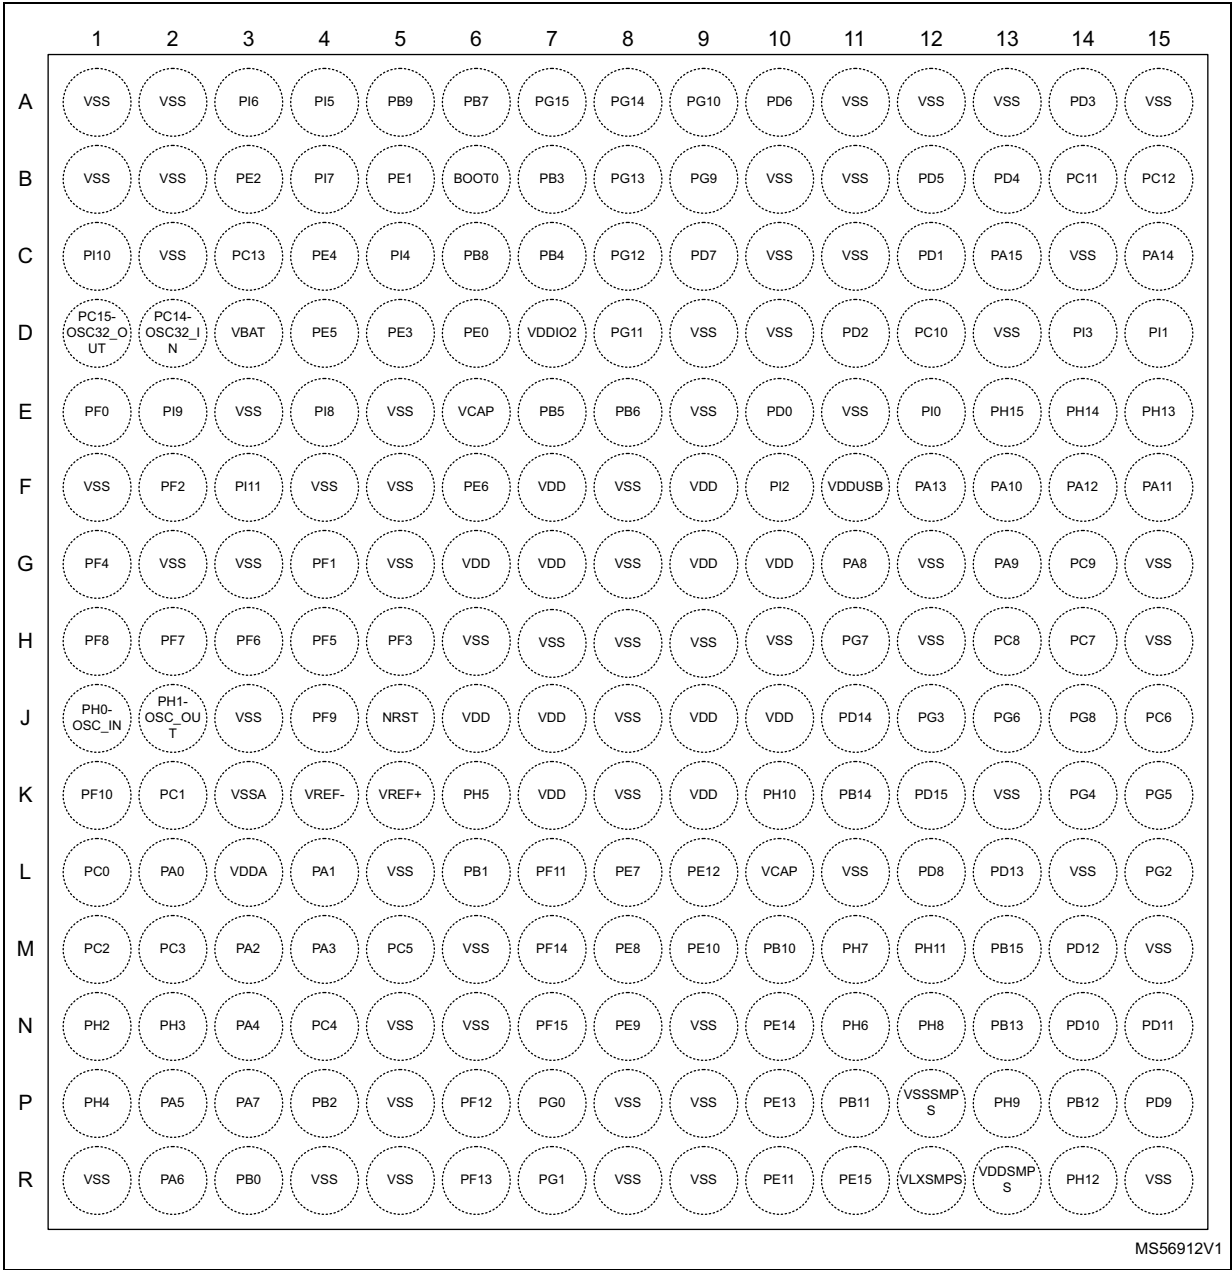 1 2 3 4 5 6 7 8 9 10 11 12 13 14 15
A VSS VSS PI6 PI5 PB9 PB7 PG15 PG14 PG10 PD6 VSS VSS VSS PD3 VSS
B VSS VSS PE2 PI7 PE1 BOOT0 PB3 PG13 PG9 VSS VSS PD5 PD4 PC11 PC12
C PI10 VSS PC13 PE4 PI4 PB8 PB4 PG12 PD7 VSS VSS PD1 PA15 VSS PA14
D PC15-OSC32_OUT PC14-OSC32_IN VBAT PE5 PE3 PE0 VDDIO2 PG11 VSS VSS PD2 PC10 VSS PI3 PI1
E PF0 PI9 VSS PI8 VSS VCAP PB5 PB6 VSS PD0 VSS PI0 PH15 PH14 PH13
F VSS PF2 PI11 VSS VSS PE6 VDD VSS VDD PI2 VDDUSB PA13 PA10 PA12 PA11
G PF4 VSS VSS PF1 VSS VDD VDD VSS VDD VDD PA8 VSS PA9 PC9 VSS
H PF8 PF7 PF6 PF5 PF3 VSS VSS VSS VSS VSS PG7 VSS PC8 PC7 VSS
J PH0-OSC_IN PH1-OSC_OUT VSS PF9 NRST VDD VDD VSS VDD VDD PD14 PG3 PG6 PG8 PC6
K PF10 PC1 VSSA VREF- VREF+ PH5 VDD VSS VDD PH10 PB14 PD15 VSS PG4 PG5
L PC0 PA0 VDDA PA1 VSS PB1 PF11 PE7 PE12 VCAP VSS PD8 PD13 VSS PG2
M PC2 PC3 PA2 PA3 PC5 VSS PF14 PE8 PE10 PB10 PH7 PH11 PB15 PD12 VSS
N PH2 PH3 PA4 PC4 VSS VSS PF15 PE9 VSS PE14 PH6 PH8 PB13 PD10 PD11
P PH4 PA5 PA7 PB2 VSS PF12 PG0 VSS VSS PE13 PB11 VSSSMPS PH9 PB12 PD9
R VSS PA6 PB0 VSS VSS PF13 PG1 VSS VSS PE11 PE15 VLXSMPS VDDSMPS PH12 VSS
MS56912V1